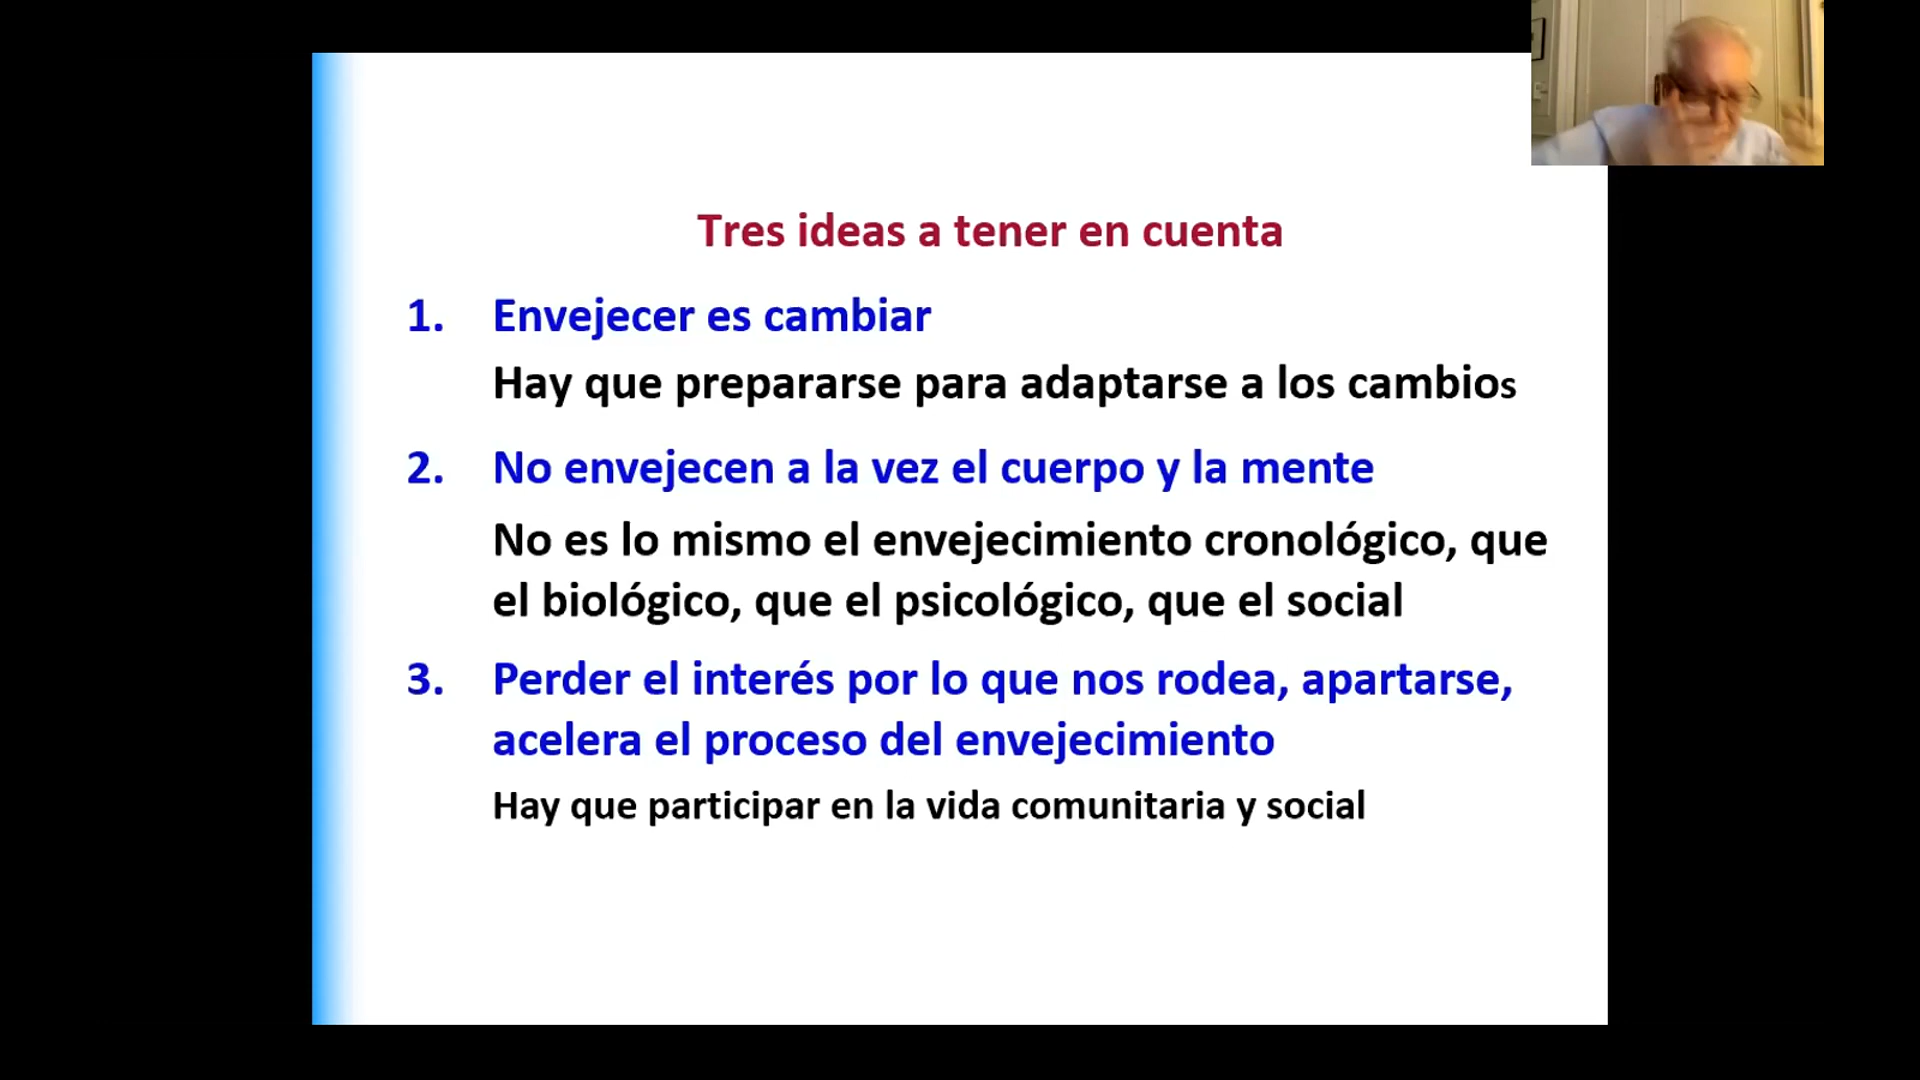 Tres ideas a tener en cuenta
1. Envejecer es cambiar
Hay que prepararse para adaptarse a los cambios
2. No envejecen a la vez el cuerpo y la mente
No es lo mismo el envejecimiento cronológico, que
el biológico, que el psicológico, que el social
3. Perder el interés por lo que nos rodea, apartarse,
acelera el proceso del envejecimiento
Hay que participar en la vida comunitaria y social